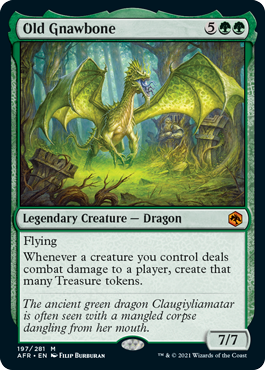 Old Gnawbone 5
Legendary Creature — Dragon
Flying
Whenever a creature you control deals
combat damage to a player, create that
many Treasure tokens.
The ancient green dragon Claugiyliamatar
is often seen with a mangled corpse
dangling from her mouth.
7/7
197/281 M
AFR • EN Filip Burburan
™ & © 2021 Wizards of the Coast